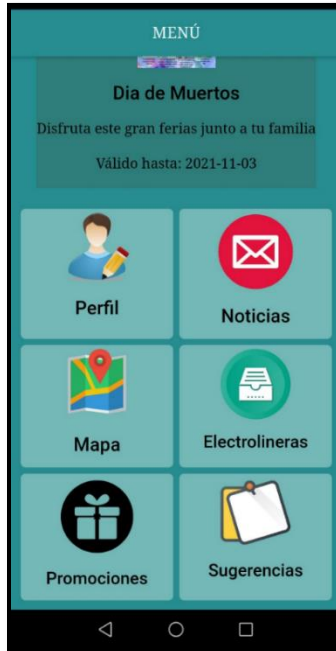 MENÚ
Dia de Muertos
Disfruta este gran ferias junto a tu familia
Válido hasta: 2021-11-03
Perfil
Noticias
Mapa
Electrolineras
Promociones
Sugerencias